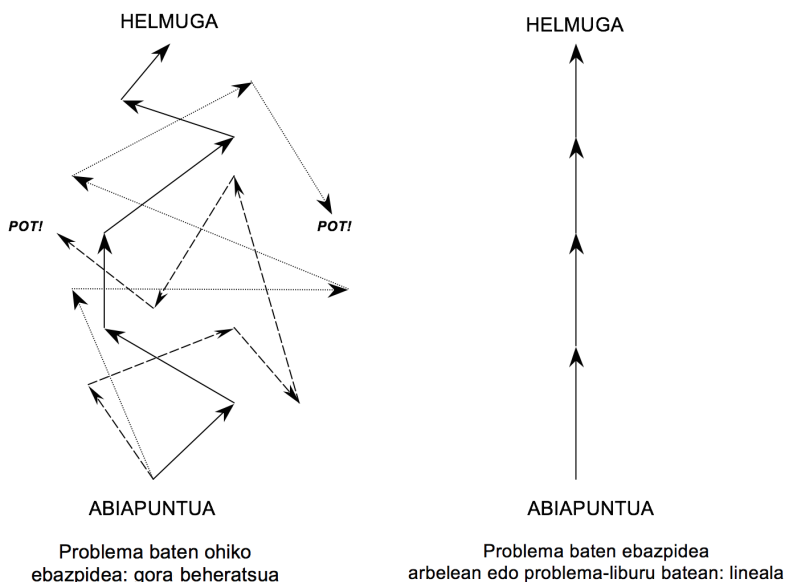 HELMUGA
POT!
POT!
ABIAPUNTUA
Problema baten ohiko
ebazpidea: gora beheratsua
HELMUGA
ABIAPUNTUA
Problema baten ebazpidea
arbelean edo problema-liburu batean: lineala